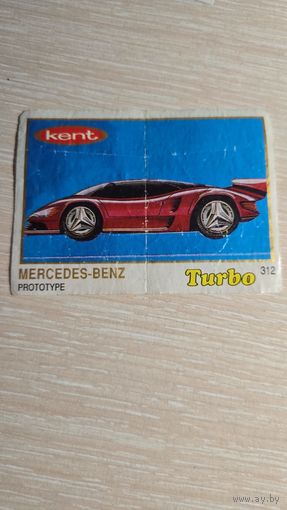 kent
MERCEDES-BENZ
PROTOTYPE
Turbo 312
www.ay.by